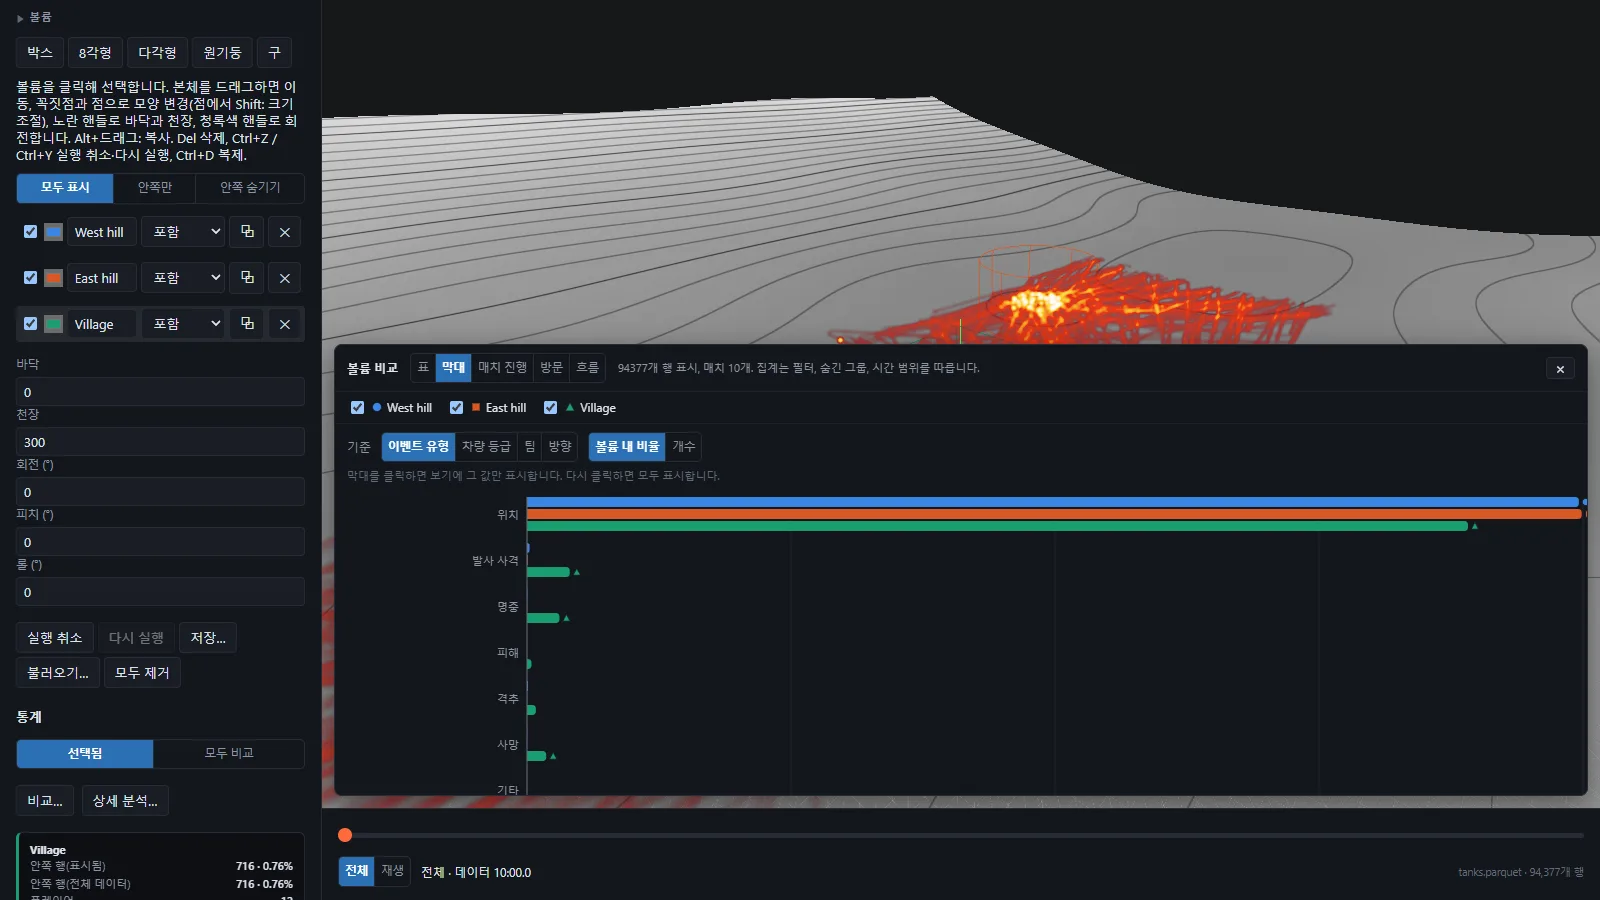 볼륨
박스 8각형 다각형 원기둥 구
볼륨을 클릭해 선택합니다. 본체를 드래그하면 이
동, 꼭짓점과 점으로 모양 변경(점에서 Shift: 크기
조절), 노란 핸들로 바닥과 천장, 청록색 핸들로 회
전합니다. Alt+드래그: 복사. Del 삭제, Ctrl+Z /
Ctrl+Y 실행 취소·다시 실행, Ctrl+D 복제.
모두 표시 안쪽만 안쪽 숨기기
West hill 포함
East hill 포함
Village 포함
바닥
0
천장
300
회전 (°)
0
피치 (°)
0
롤 (°)
0
실행 취소 다시 실행 저장...
불러오기... 모두 제거
통계
선택됨 모두 비교
비교... 상세 분석...
Village
안쪽 행(표시됨) 716 · 0.76%
안쪽 행(전체 데이터) 716 · 0.76%
플레이어 12
볼륨 비교 표 막대 매치 진행 방문 흐름 94377개 행 표시, 매치 10개. 집계는 필터, 숨긴 그룹, 시간 범위를 따릅니다.
West hill East hill Village
기준 이벤트 유형 차량 등급 팀 방향 볼륨 내 비율 개수
막대를 클릭하면 보기에 그 값만 표시합니다. 다시 클릭하면 모두 표시합니다.
위치
발사 사격
명중
피해
격추
사망
기타
전체 재생 전체 · 데이터 10:00.0
tanks.parquet · 94,377개 행